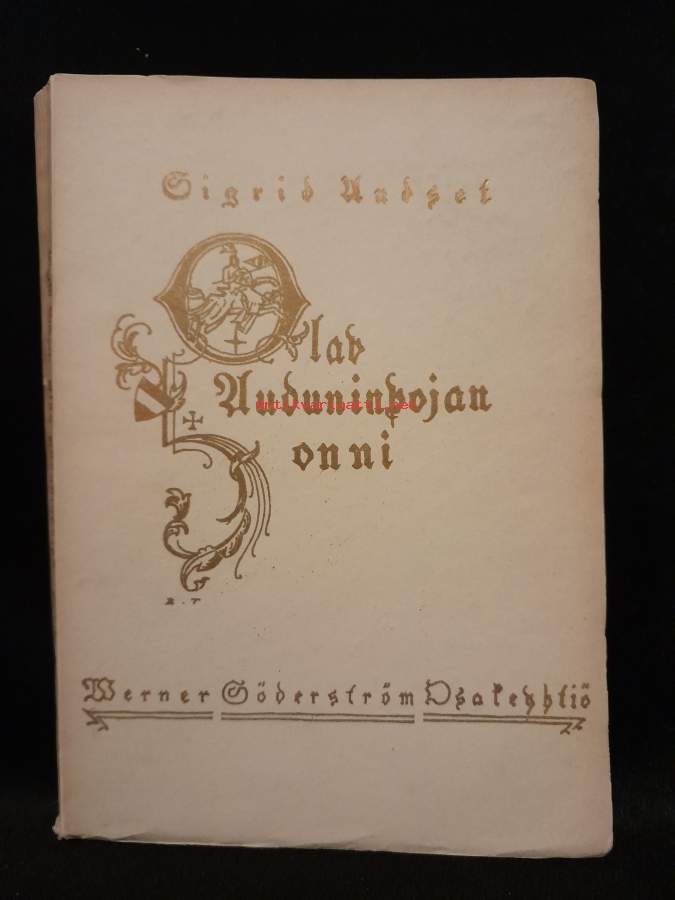 Sigrid Undset
Olav
Auduninpojan
onni
R. T
Werner Söderström Osakeyhtiö